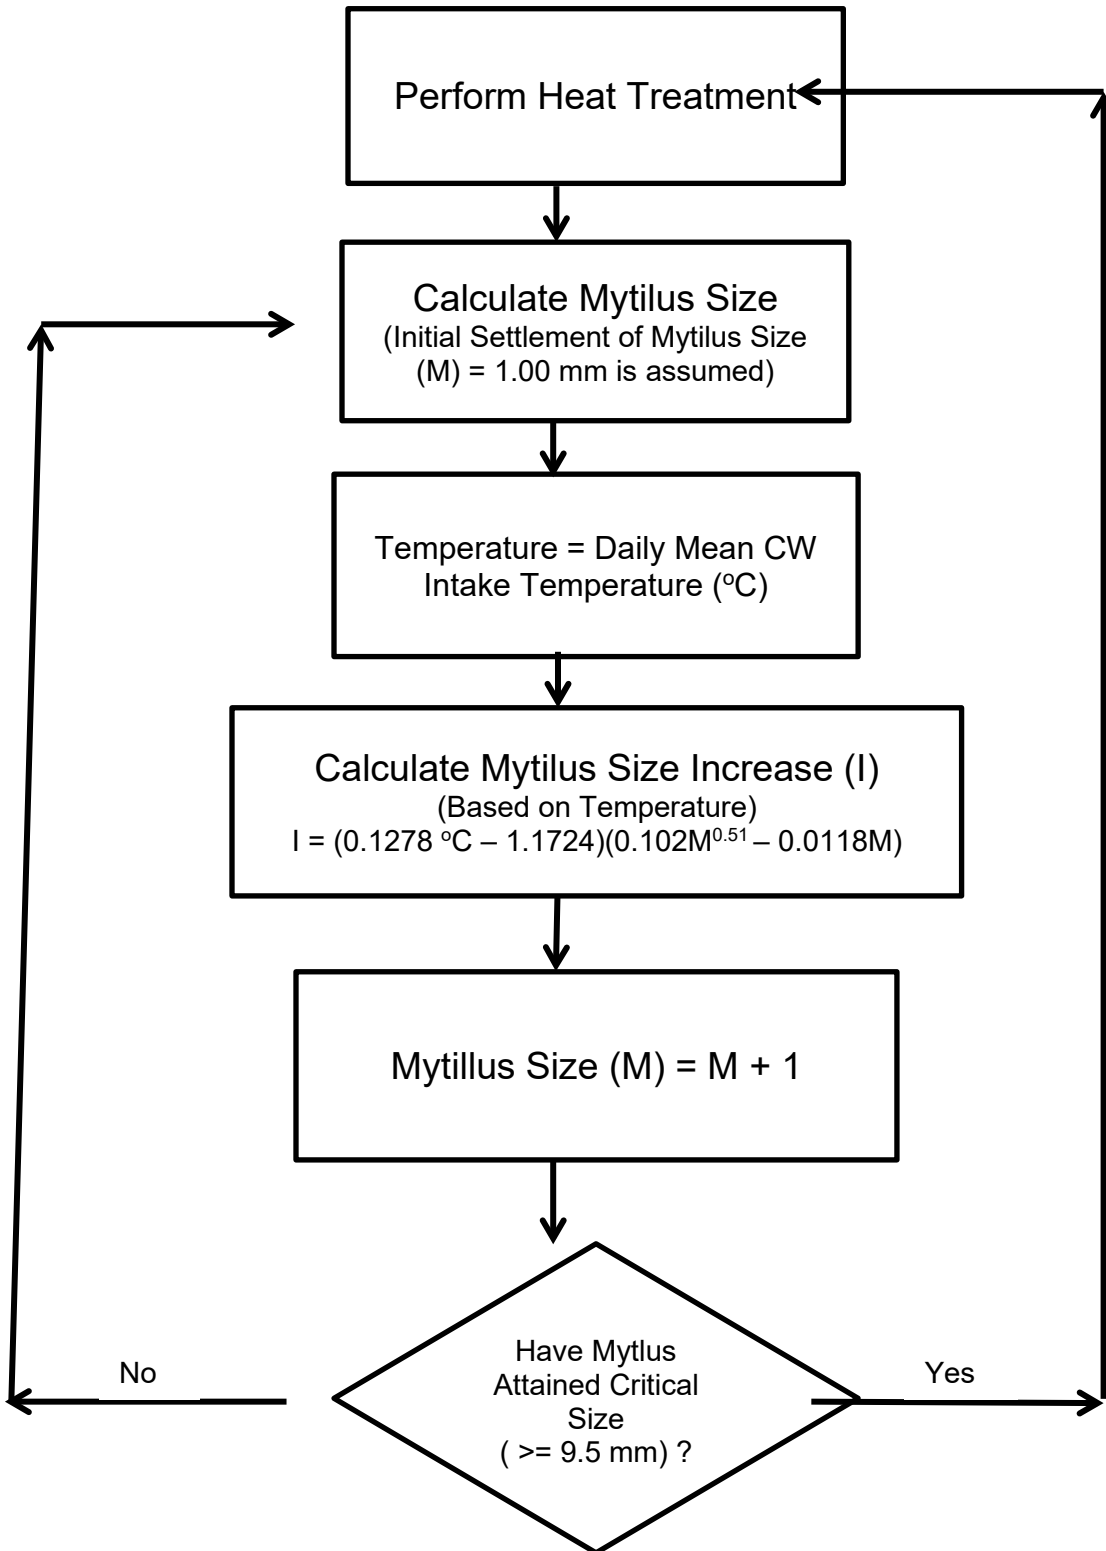 Perform Heat Treatment
Calculate Mytilus Size
(Initial Settlement of Mytilus Size
(M) = 1.00 mm is assumed)
Temperature = Daily Mean CW
Intake Temperature (ºC)
Calculate Mytilus Size Increase (I)
(Based on Temperature)
I = (0.1278 ºC – 1.1724)(0.102M^0.51 – 0.0118M)
Mytillus Size (M) = M + 1
Have Mytlus
Attained Critical
Size
( >= 9.5 mm) ?
No
Yes